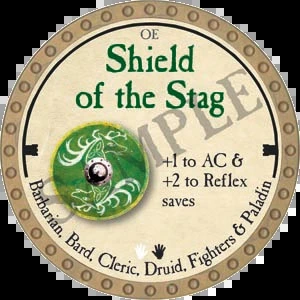 OE
Shield
of the Stag
+1 to AC &
+2 to Reflex
saves
Barbarian, Bard, Cleric, Druid, Fighters & Paladin
SAMPLE